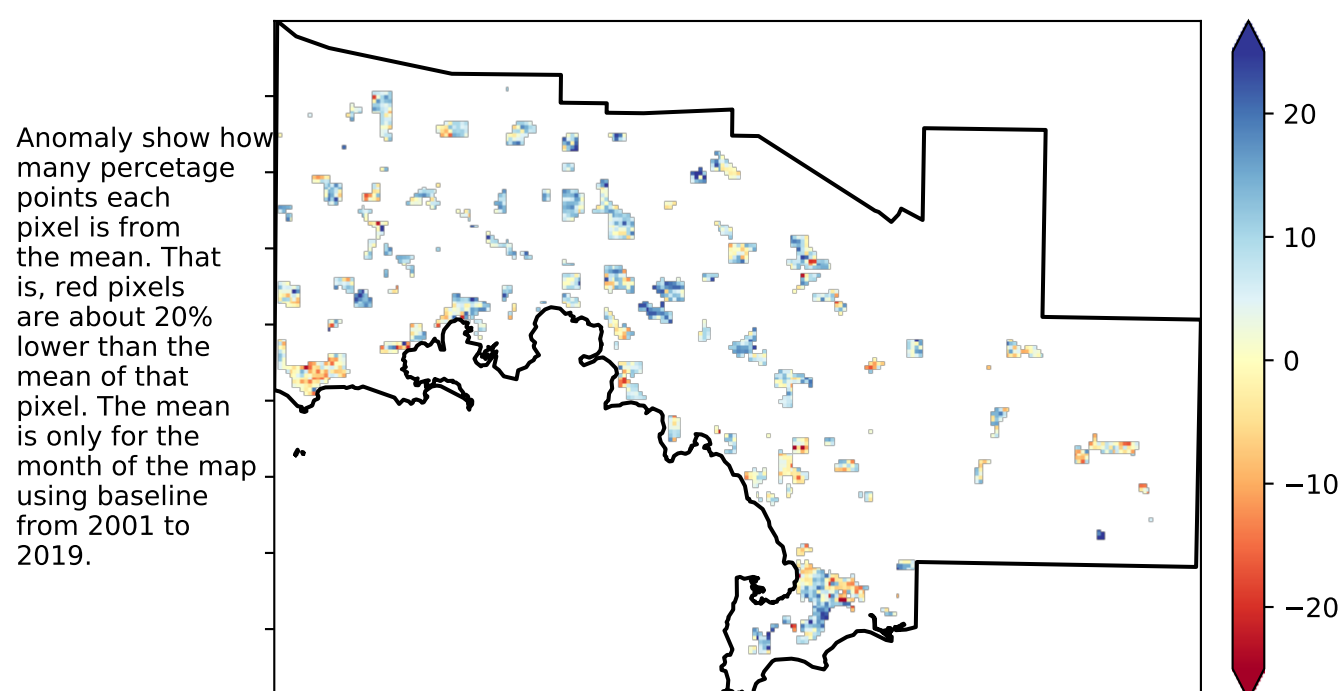 Anomaly show how
many percetage
points each
pixel is from
the mean. That
is, red pixels
are about 20%
lower than the
mean of that
pixel. The mean
is only for the
month of the map
using baseline
from 2001 to
2019.
20
10
0
−10
−20